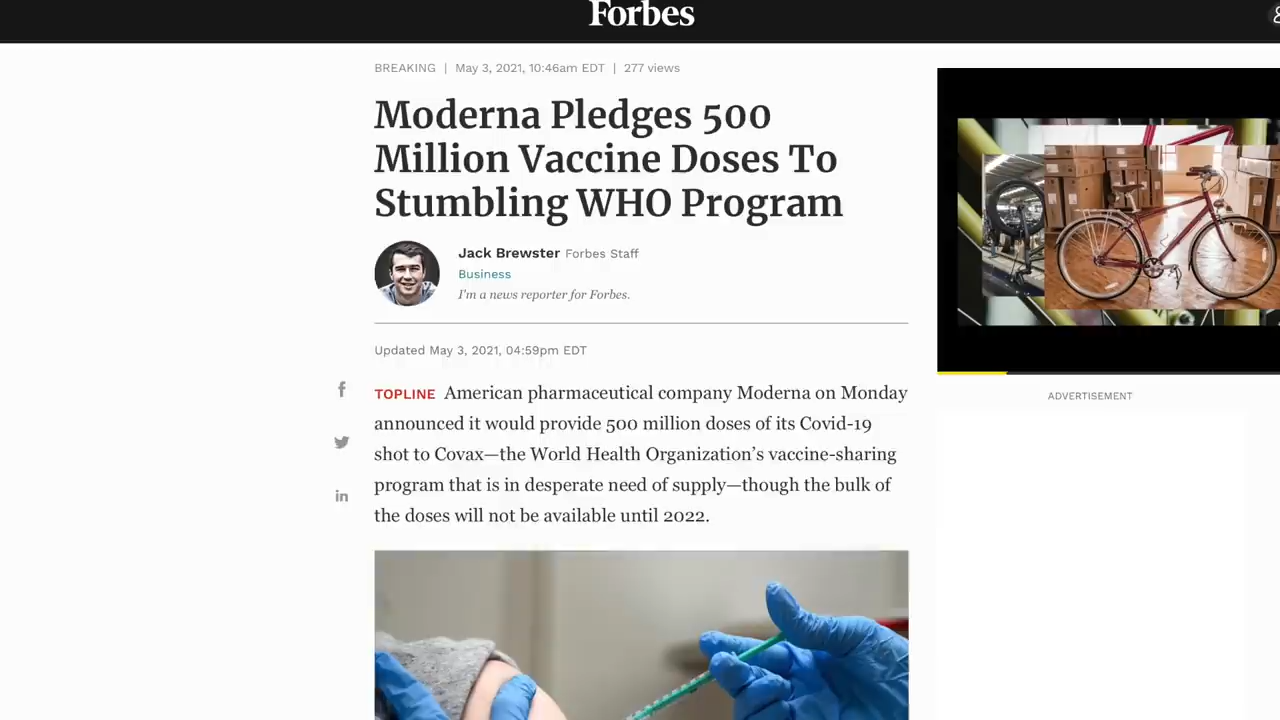 Forbes
BREAKING | May 3, 2021, 10:46am EDT | 277 views
Moderna Pledges 500
Million Vaccine Doses To
Stumbling WHO Program
Jack Brewster Forbes Staff
Business
I'm a news reporter for Forbes.
Updated May 3, 2021, 04:59pm EDT
TOPLINE American pharmaceutical company Moderna on Monday
announced it would provide 500 million doses of its Covid-19
shot to Covax—the World Health Organization's vaccine-sharing
program that is in desperate need of supply—though the bulk of
the doses will not be available until 2022.
ADVERTISEMENT